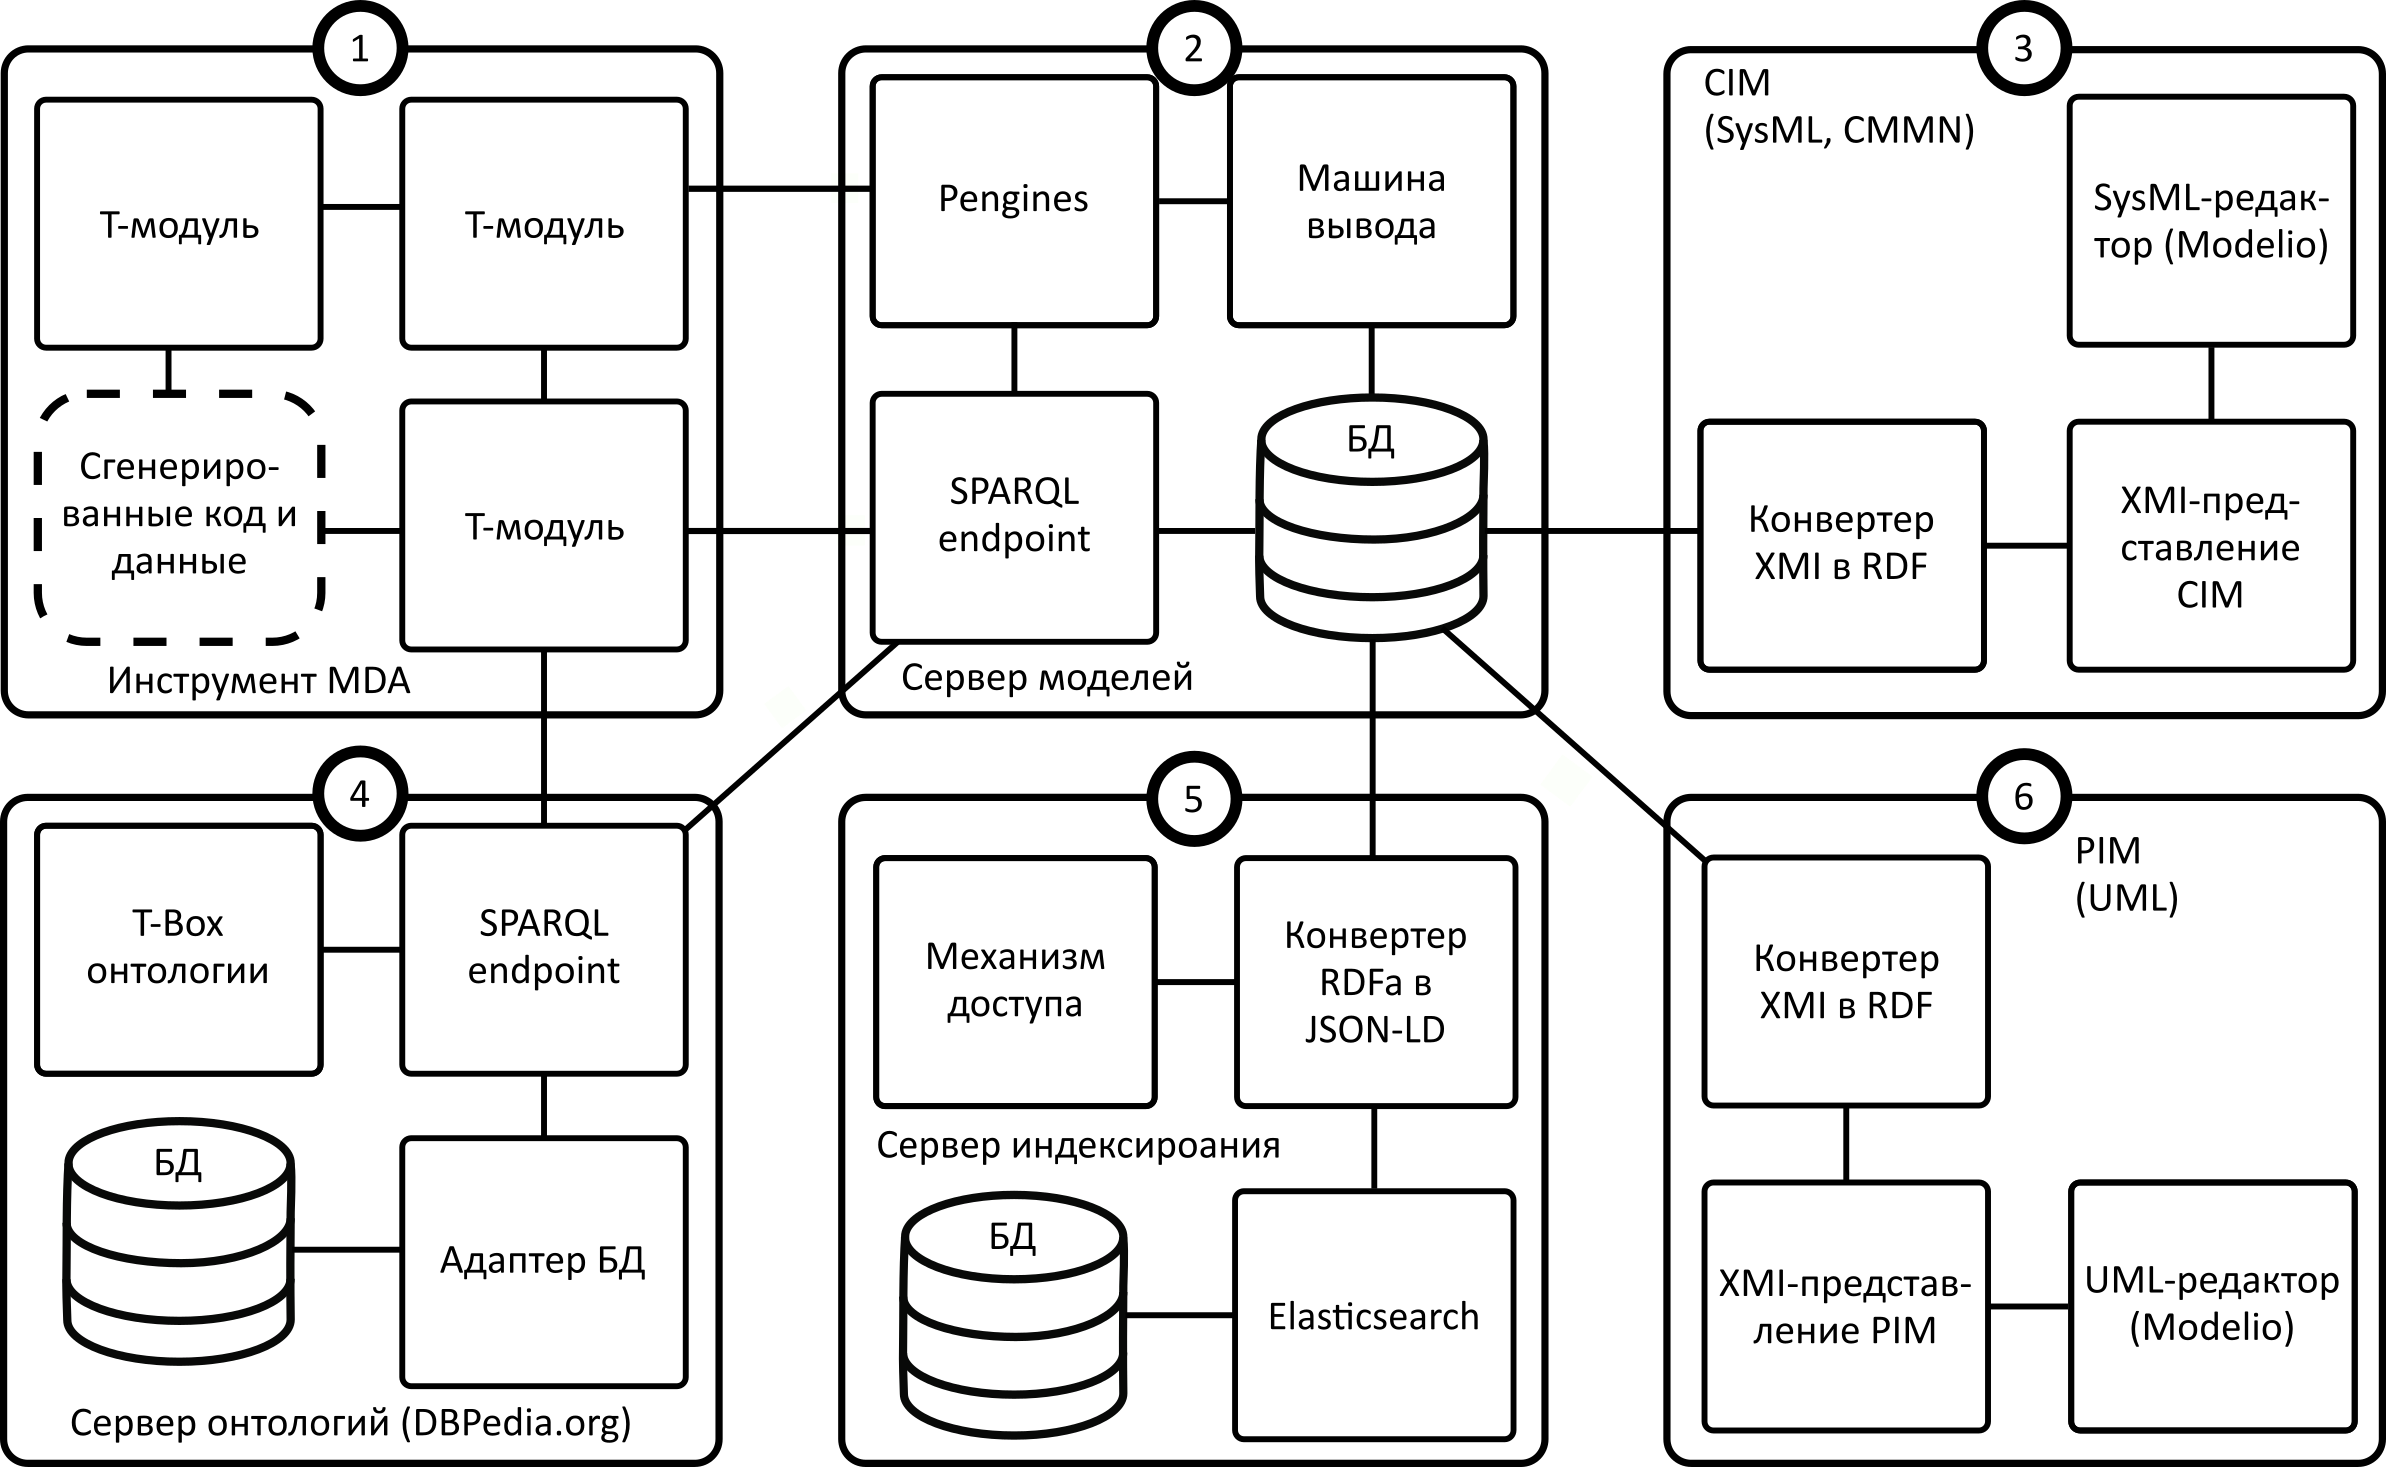 1
Т-модуль
Т-модуль
Сгенериро-
ванные код и
данные
Т-модуль
Инструмент MDA
2
Pengines
Машина
вывода
SPARQL
endpoint
БД
Сервер моделей
3
CIM
(SysML, CMMN)
SysML-редак-
тор (Modelio)
Конвертер
XMI в RDF
XMI-пред-
ставление
CIM
4
T-Box
онтологии
SPARQL
endpoint
БД
Адаптер БД
Сервер онтологий (DBPedia.org)
5
Механизм
доступа
Конвертер
RDFa в
JSON-LD
Сервер индексироания
БД
Elasticsearch
6
PIM
(UML)
Конвертер
XMI в RDF
XMI-представ-
ление PIM
UML-редактор
(Modelio)